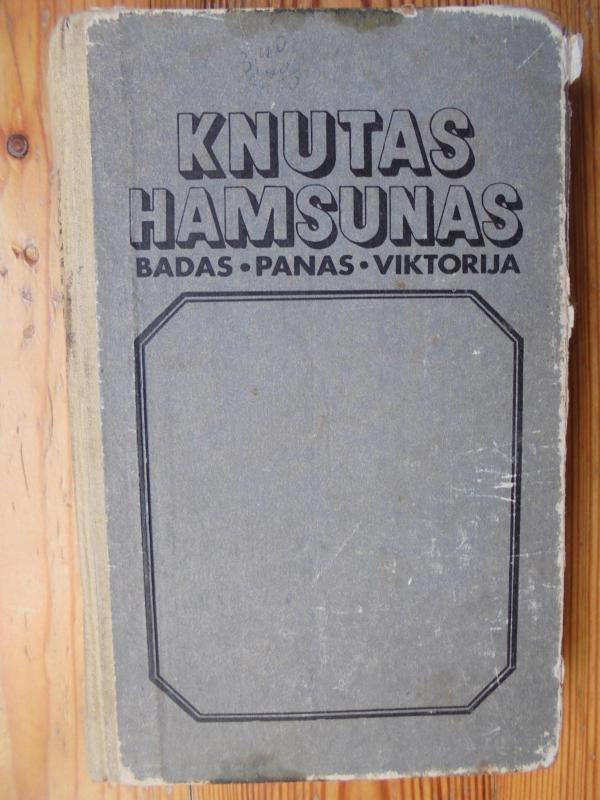 KNUTAS
HAMSUNAS
BADAS • PANAS • VIKTORIJA